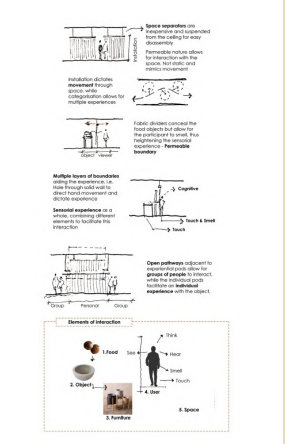 Space separators are
inexpensive and suspended
from the ceiling for easy
disassembly
Permeable nature allows
for interaction with the
space. Not static and
mimics movement
Installation
Installation dictates
movement through
space, while
categorisation allows for
multiple experiences
Fabric dividers conceal the
food objects but allow for
the participant to smell, thus
heightening the sensorial
experience - Permeable
boundary
Object viewer
Multiple layers of boundaries
aiding the experience, i.e.
Hole through solid wall to
direct hand movement and
dictate experience
Sensorial experience as a
whole, combining different
elements to facilitate this
interaction
Cognitive
Touch & Smell
Touch
Open pathways adjacent to
experiential pods allow for
groups of people to interact,
while the individual pods
facilitate an individual
experience with the object.
Group Personal Group
Elements of Interaction
1.Food
2. Object
3. Furniture
Think
See
Hear
Smell
Touch
4. User
5. Space